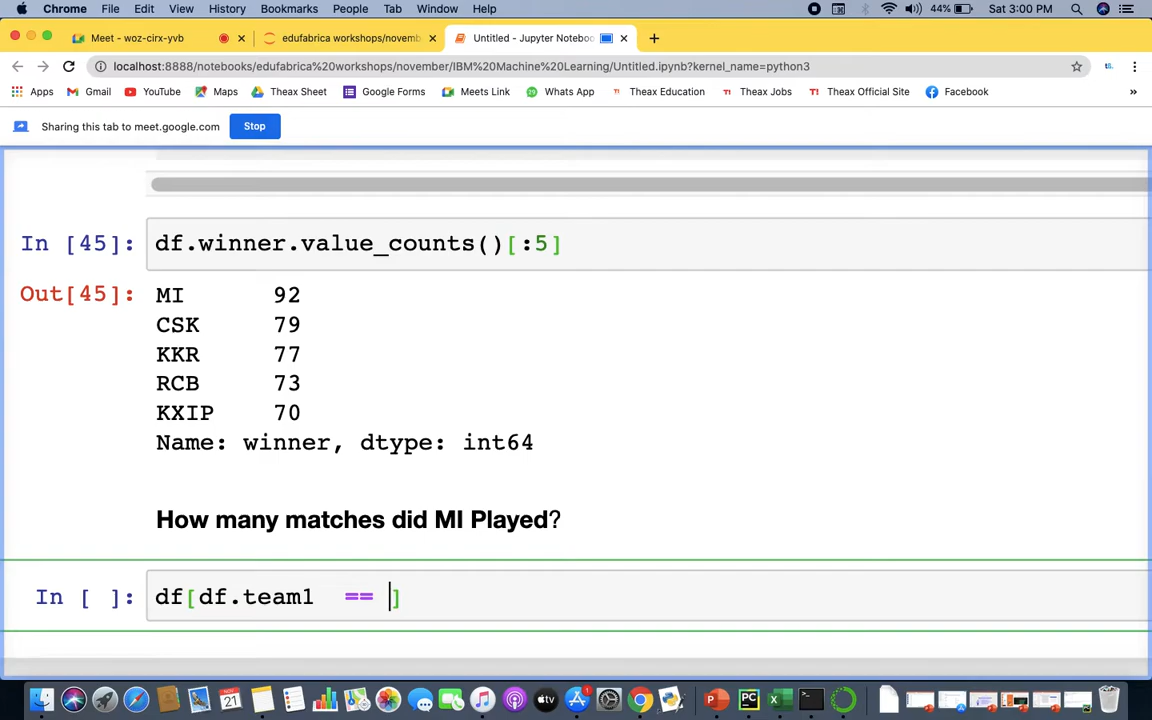 Chrome File Edit View History Bookmarks People Tab Window Help 44% Sat 3:00 PM
Meet - woz-cirx-yvb edufabrica workshops/novemb Untitled - Jupyter Noteboo
localhost:8888/notebooks/edufabrica%20workshops/november/IBM%20Machine%20Learning/Untitled.ipynb?kernel_name=python3
Apps Gmail YouTube Maps Theax Sheet Google Forms Meets Link Whats App Theax Education Theax Jobs Theax Official Site Facebook »
Sharing this tab to meet.google.com Stop
In [45]: df.winner.value_counts()[:5]
Out[45]: MI 92
CSK 79
KKR 77
RCB 73
KXIP 70
Name: winner, dtype: int64
How many matches did MI Played?
In [ ]: df[df.team1 == ]